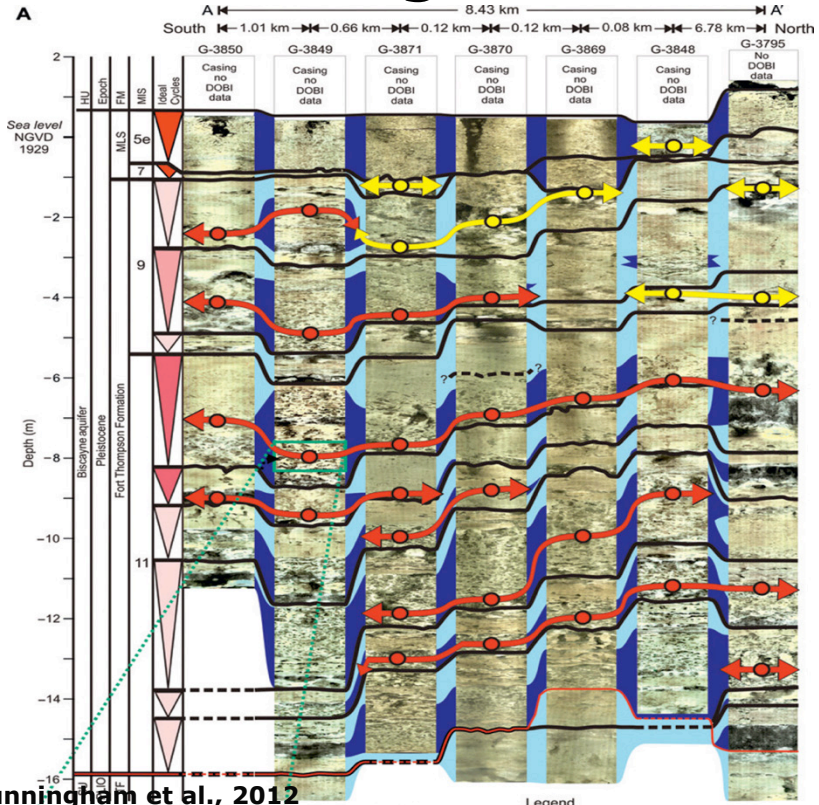 A
A
8.43 km
A'
South
1.01 km
0.66 km
0.12 km
0.12 km
0.08 km
6.78 km
North
G-3850
G-3849
G-3871
G-3870
G-3869
G-3848
G-3795
Casing no DOBI data
Casing no DOBI data
Casing no DOBI data
Casing no DOBI data
Casing no DOBI data
Casing no DOBI data
No DOBI data
HU
Epoch
FM
MIS
Ideal Cycles
2
Sea level
NGVD
1929
−2
−4
−6
−8
−10
−12
−14
−16
Depth (m)
Biscayne aquifer
Pleistocene
MLS
Fort Thompson Formation
5e
7
9
11
?
?
?
TF
unningham et al., 2012
Legend